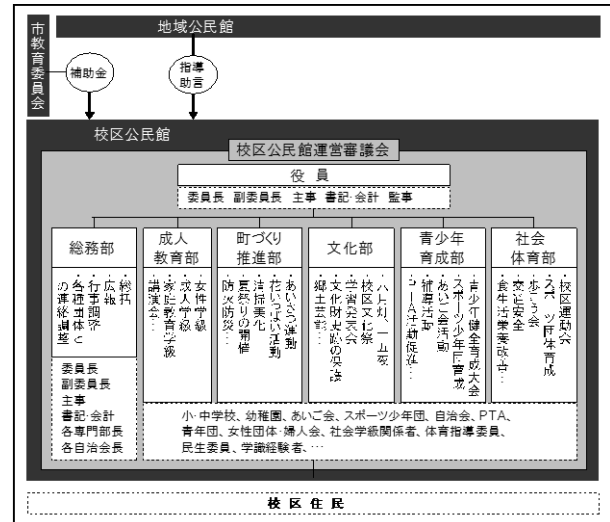 市教育委員会
地域公民館
補助金
指導
助言
校区公民館
校区公民館運営審議会
役 員
委員長 副委員長 主事 書記・会計 監事
総務部
・総括
・広報
・行事調整
・各種団体と
の連絡調整
成人
教育部
・女性学級
・成人学級
・家庭教育学級
・講演会…
町づくり
推進部
・あいさつ運動
・花いっぱい活動
・清掃美化
・夏祭りの開催
・防火防災…
文化部
・六月灯、十五夜
・校区文化祭
・学習発表会
・文化財史跡の保護
・郷土芸能…
青少年
育成部
・青少年健全育成大会
・スポーツ少年団育成
・あいご会活動
・補導活動
・PTA活動促進…
社会
体育部
・校区運動会
・スポーツ団体育成
・歩こう会
・交通安全
・食生活栄養改善…
委員長
副委員長
主事
書記・会計
各専門部長
各自治会長
小・中学校、幼稚園、あいご会、スポーツ少年団、自治会、PTA、
青年団、女性団体・婦人会、社会学級関係者、体育指導委員、
民生委員、学識経験者、…
校 区 住 民